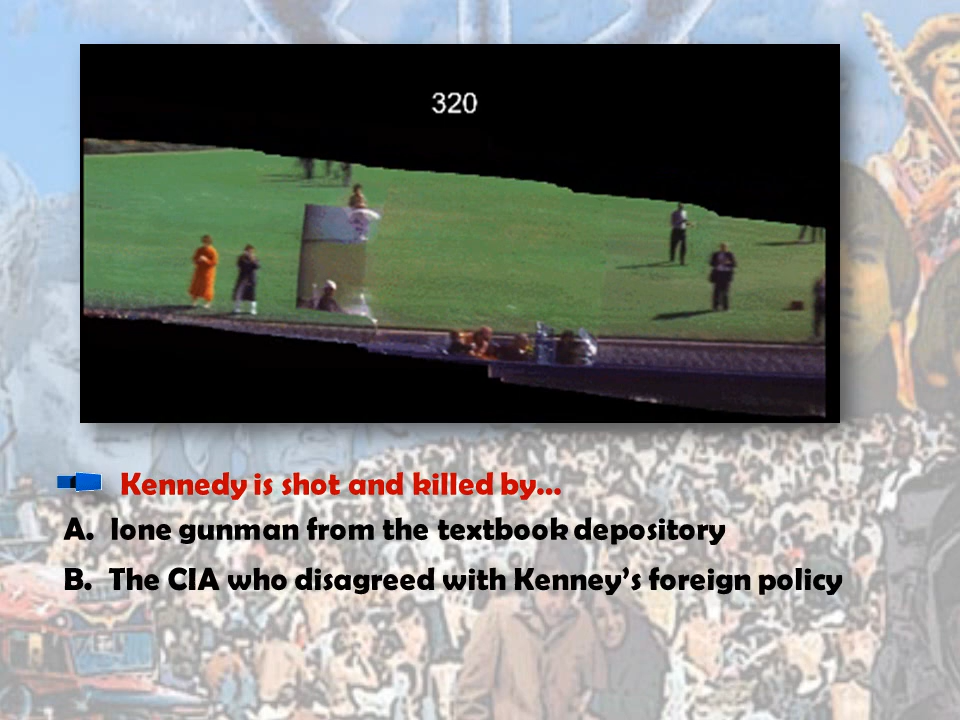 320
Kennedy is shot and killed by...
A. lone gunman from the textbook depository
B. The CIA who disagreed with Kenney's foreign policy